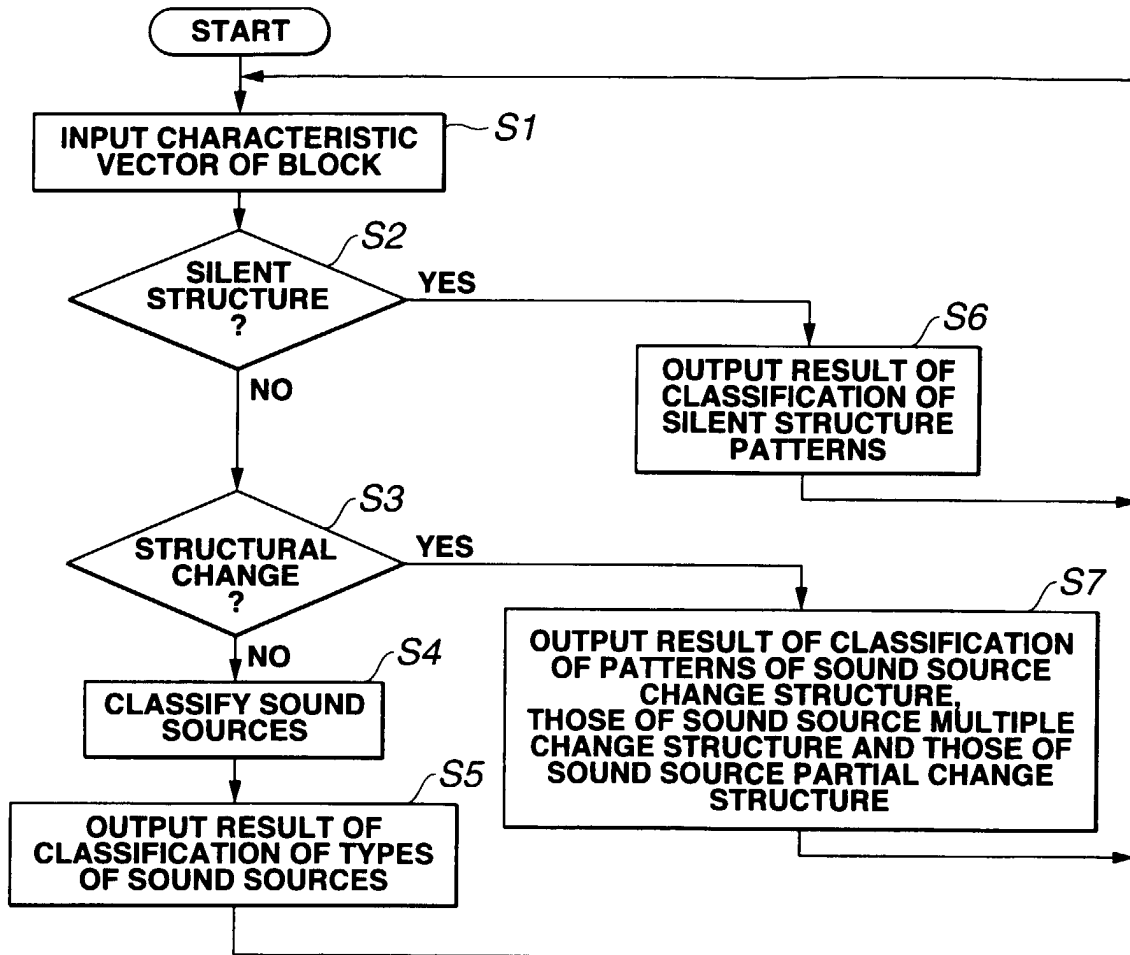 START
S1
INPUT CHARACTERISTIC
VECTOR OF BLOCK
S2
SILENT
STRUCTURE
?
YES
NO
S6
OUTPUT RESULT OF
CLASSIFICATION OF
SILENT STRUCTURE
PATTERNS
S3
STRUCTURAL
CHANGE
?
YES
NO
S7
OUTPUT RESULT OF CLASSIFICATION
OF PATTERNS OF SOUND SOURCE
CHANGE STRUCTURE,
THOSE OF SOUND SOURCE MULTIPLE
CHANGE STRUCTURE AND THOSE OF
SOUND SOURCE PARTIAL CHANGE
STRUCTURE
S4
CLASSIFY SOUND
SOURCES
S5
OUTPUT RESULT OF
CLASSIFICATION OF TYPES
OF SOUND SOURCES